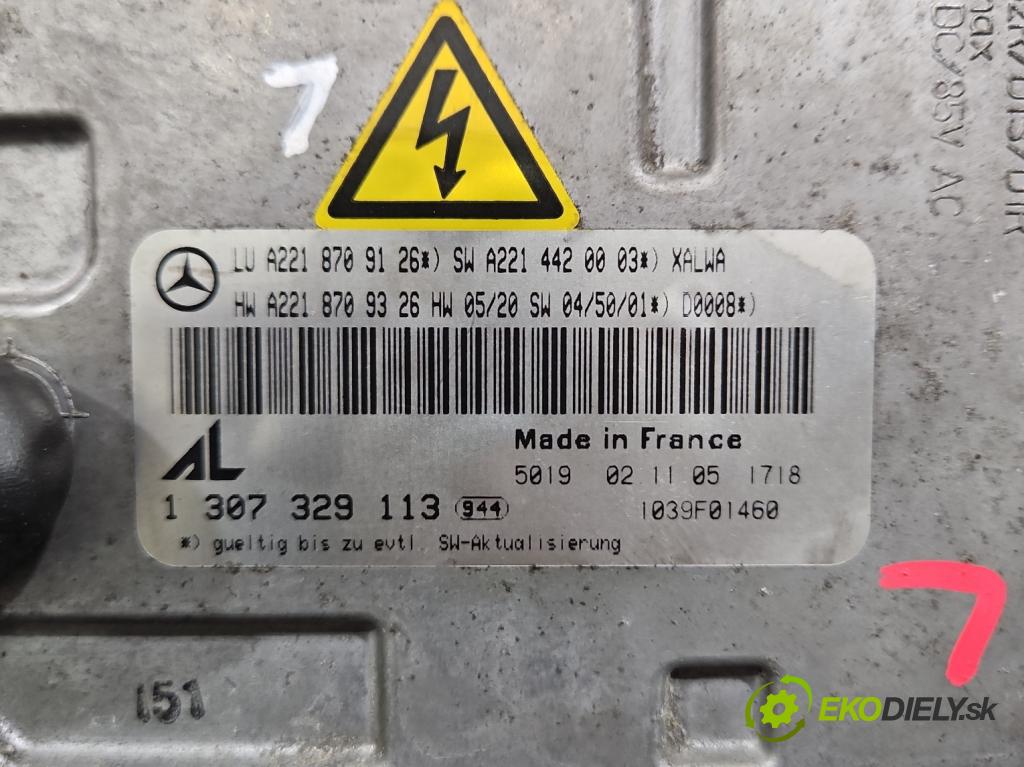 7
max
DC/85V AC
LU A221 870 91 26*) SW A221 442 00 03*) XALWA
HW A221 870 93 26 HW 05/20 SW 04/50/01*) D0008*)
AL
Made in France
5019 02 11 05 1718
1 307 329 113 944 1039F01460
*) gueltig bis zu evtl. SW-Aktualisierung
7
151
EKODIELY.sk